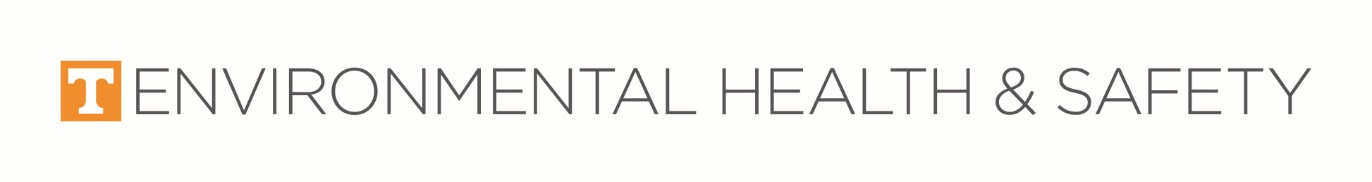 T ENVIRONMENTAL HEALTH & SAFETY